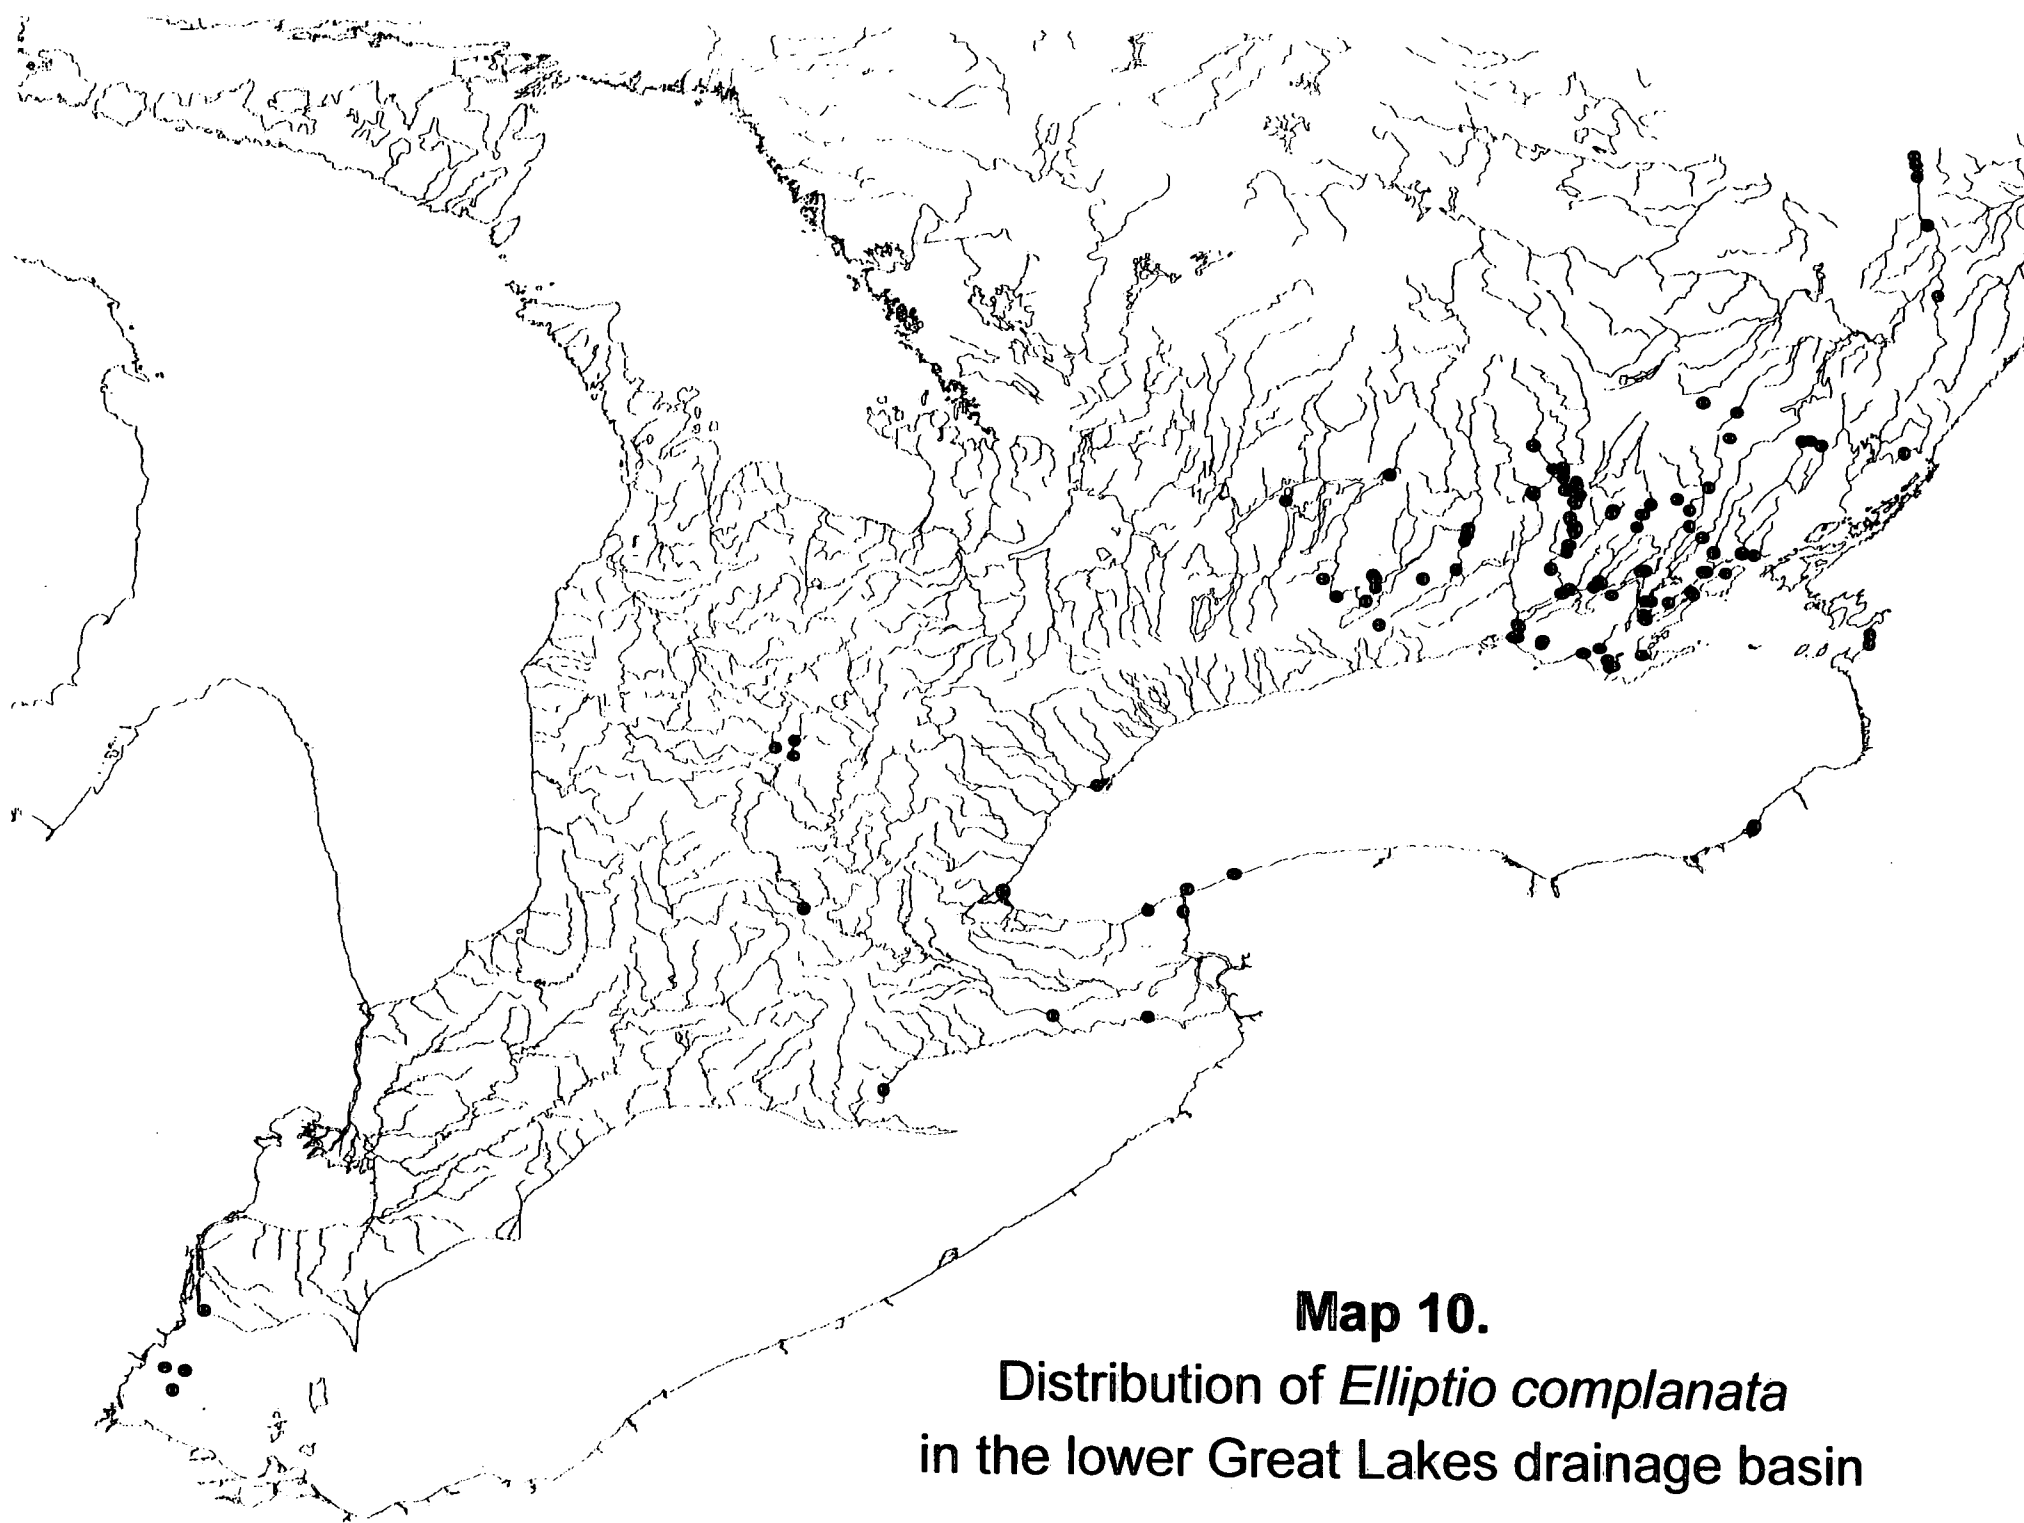 Map 10.
Distribution of Elliptio complanata
in the lower Great Lakes drainage basin